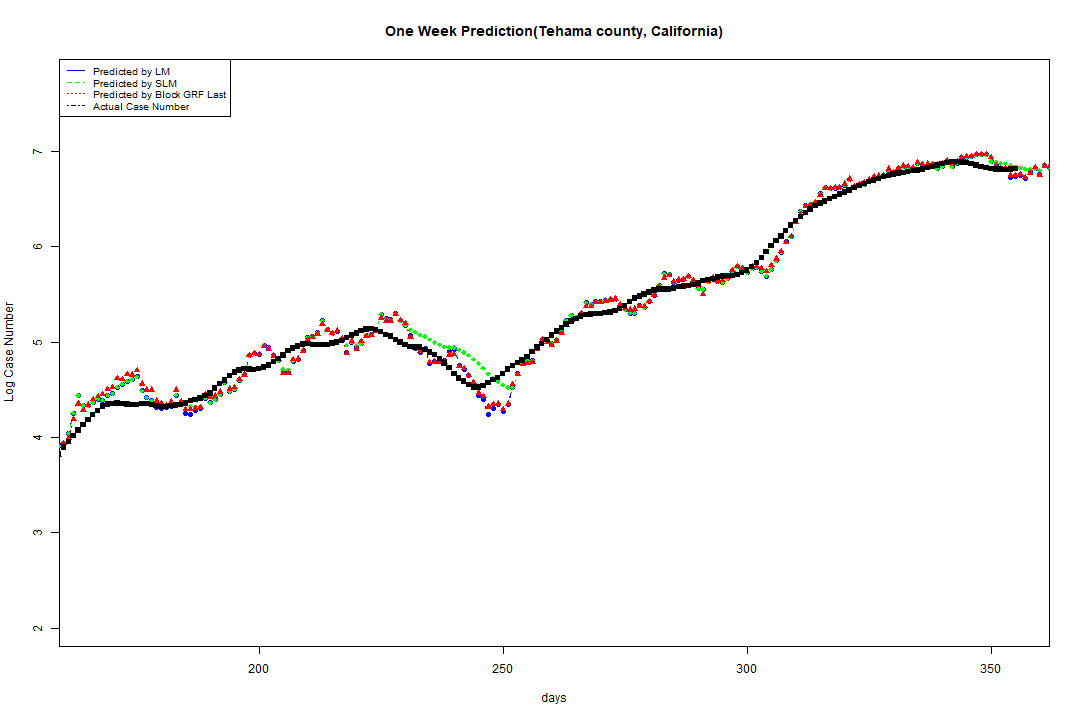 One Week Prediction(Tehama county, California)
Predicted by LM
Predicted by SLM
Predicted by Block GRF Last
Actual Case Number
7
6
5
4
3
2
Log Case Number
200
250
300
350
days